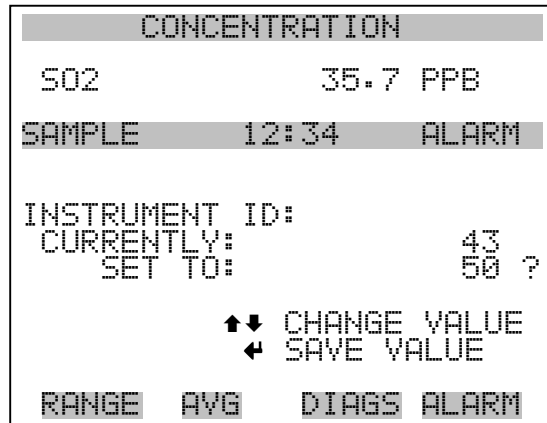 CONCENTRATION
SO2 35.7 PPB
SAMPLE 12:34 ALARM
INSTRUMENT ID:
CURRENTLY: 43
SET TO: 50 ?
CHANGE VALUE
SAVE VALUE
RANGE AVG DIAGS ALARM